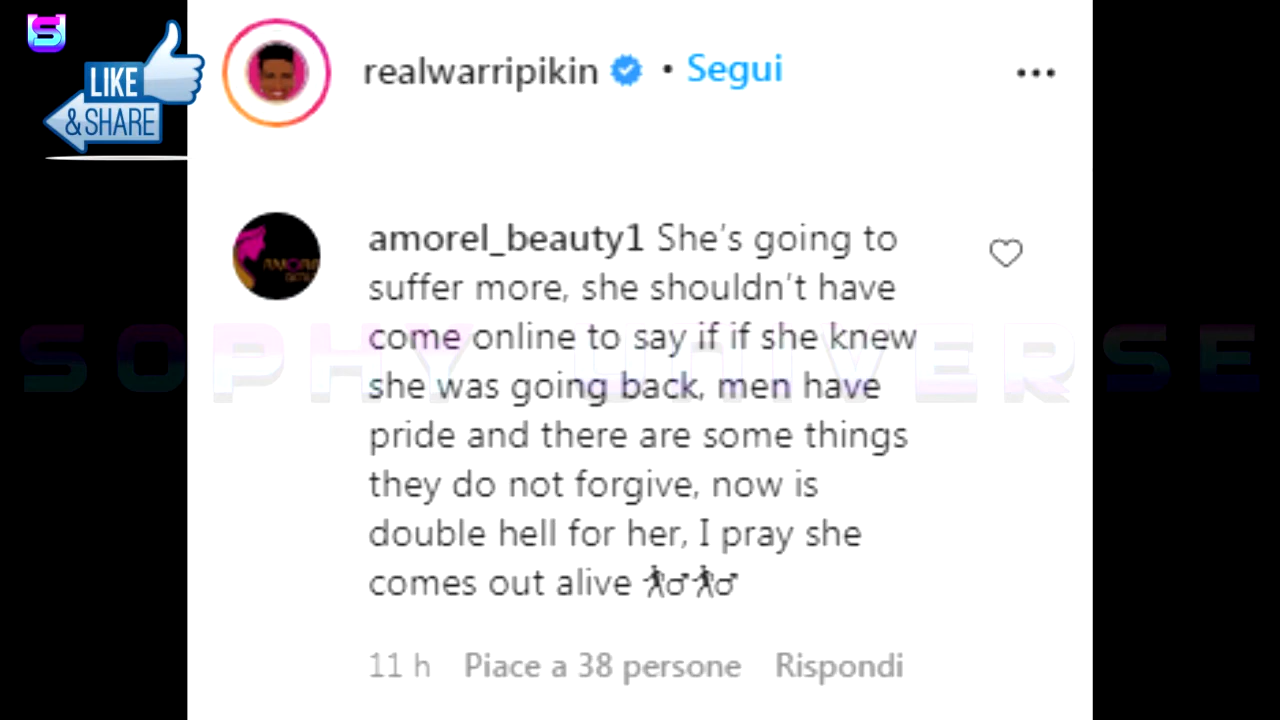 S
LIKE
& SHARE
realwarripikin • Segui
amorel_beauty1 She's going to
suffer more, she shouldn't have
come online to say if if she knew
SOPHY UNIVERSE
she was going back, men have
pride and there are some things
they do not forgive, now is
double hell for her, I pray she
comes out alive 🚶♂🚶♂
11 h Piace a 38 persone Rispondi